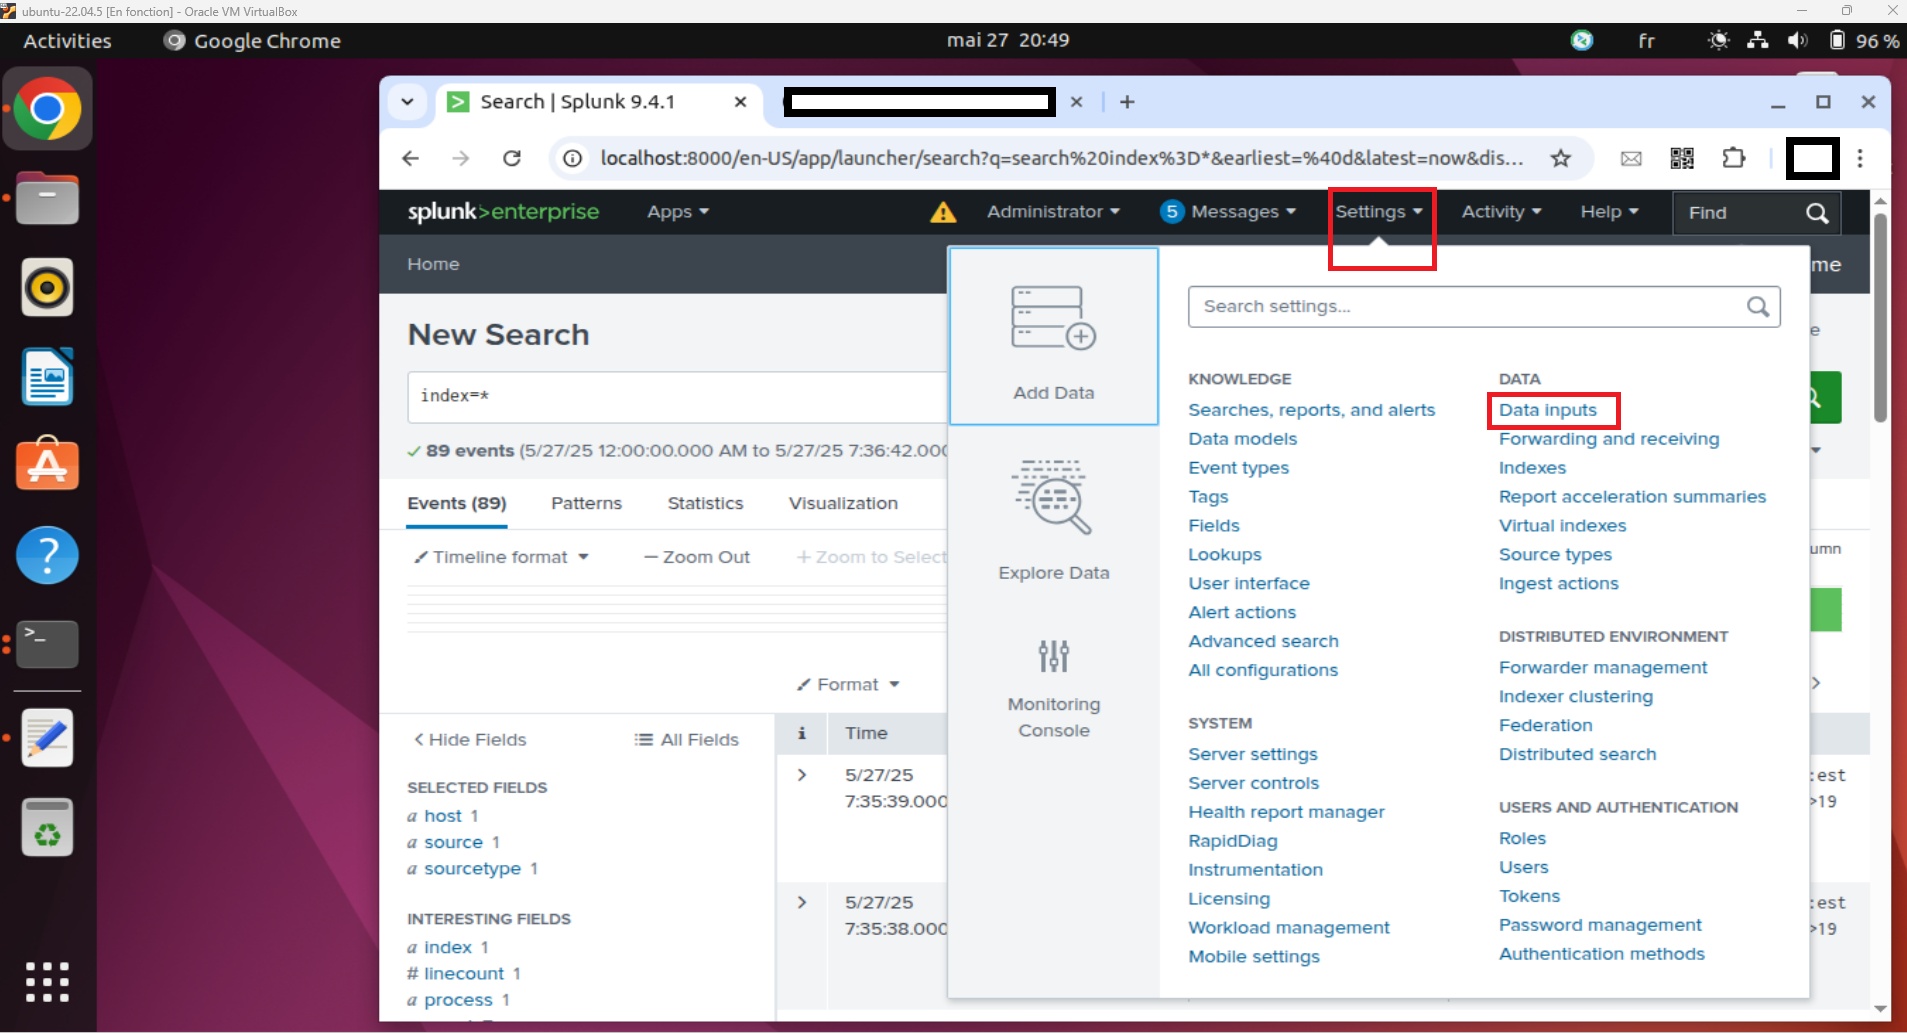 ubuntu-22.04.5 [En fonction] - Oracle VM VirtualBox
Activities Google Chrome mai 27 20:49 fr 96 %
Search | Splunk 9.4.1
localhost:8000/en-US/app/launcher/search?q=search%20index%3D*&earliest=%40d&latest=now&dis...
splunk>enterprise Apps Administrator 5 Messages Settings Activity Help Find
Home
me
New Search
e
index=*
89 events (5/27/25 12:00:00.000 AM to 5/27/25 7:36:42.000
Events (89) Patterns Statistics Visualization
Timeline format — Zoom Out + Zoom to Select
umn
Format
Hide Fields All Fields
i Time
SELECTED FIELDS
a host 1
a source 1
a sourcetype 1
INTERESTING FIELDS
a index 1
# linecount 1
a process 1
5/27/25
7:35:39.000
:est
>19
5/27/25
7:35:38.000
:est
>19
Add Data
Explore Data
Monitoring
Console
Search settings...
KNOWLEDGE
Searches, reports, and alerts
Data models
Event types
Tags
Fields
Lookups
User interface
Alert actions
Advanced search
All configurations
SYSTEM
Server settings
Server controls
Health report manager
RapidDiag
Instrumentation
Licensing
Workload management
Mobile settings
DATA
Data inputs
Forwarding and receiving
Indexes
Report acceleration summaries
Virtual indexes
Source types
Ingest actions
DISTRIBUTED ENVIRONMENT
Forwarder management
Indexer clustering
Federation
Distributed search
USERS AND AUTHENTICATION
Roles
Users
Tokens
Password management
Authentication methods